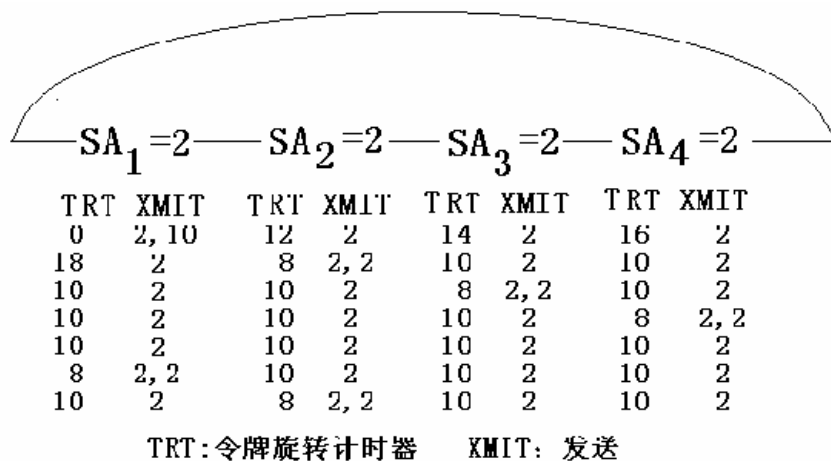 SA1=2 SA2=2 SA3=2 SA4=2
TRT XMIT TRT XMIT TRT XMIT TRT XMIT
0 2,10 12 2 14 2 16 2
18 2 8 2,2 10 2 10 2
10 2 10 2 8 2,2 10 2
10 2 10 2 10 2 8 2,2
10 2 10 2 10 2 10 2
8 2,2 10 2 10 2 10 2
10 2 8 2,2 10 2 10 2
TRT:令牌旋转计时器 XMIT: 发送